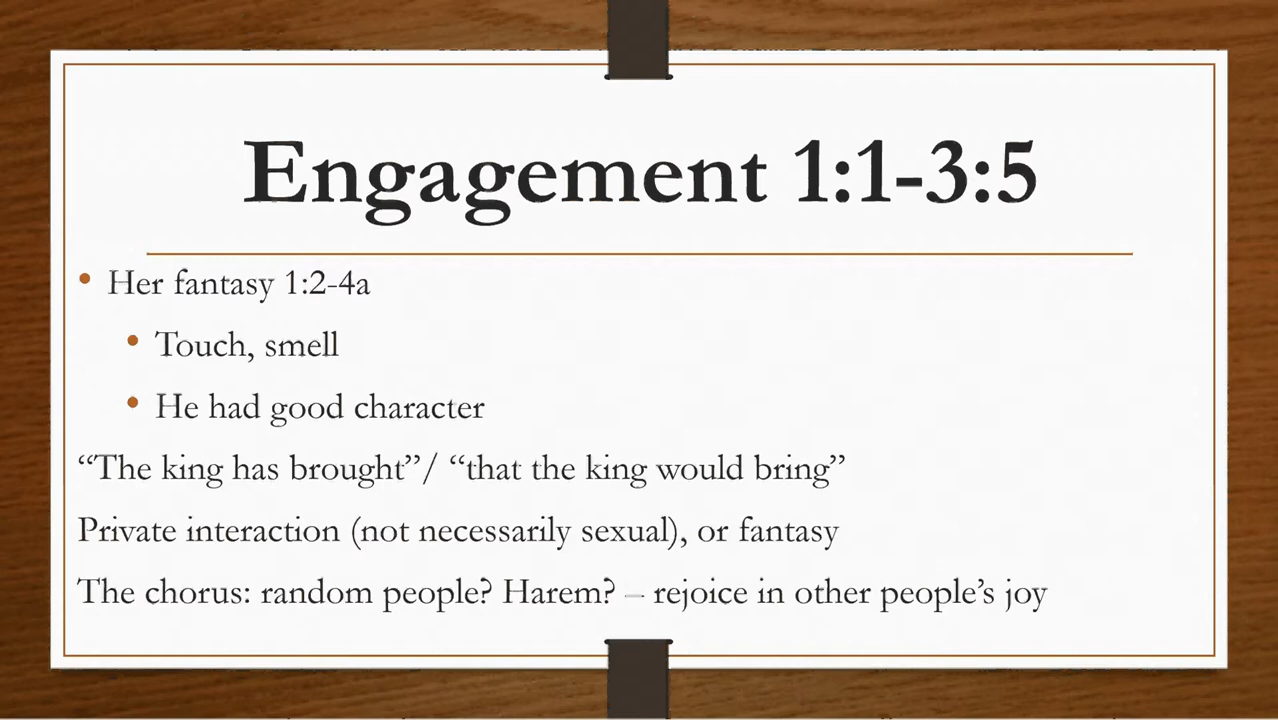 Engagement 1:1-3:5
• Her fantasy 1:2-4a
• Touch, smell
• He had good character
“The king has brought”/ “that the king would bring”
Private interaction (not necessarily sexual), or fantasy
The chorus: random people? Harem? – rejoice in other people’s joy